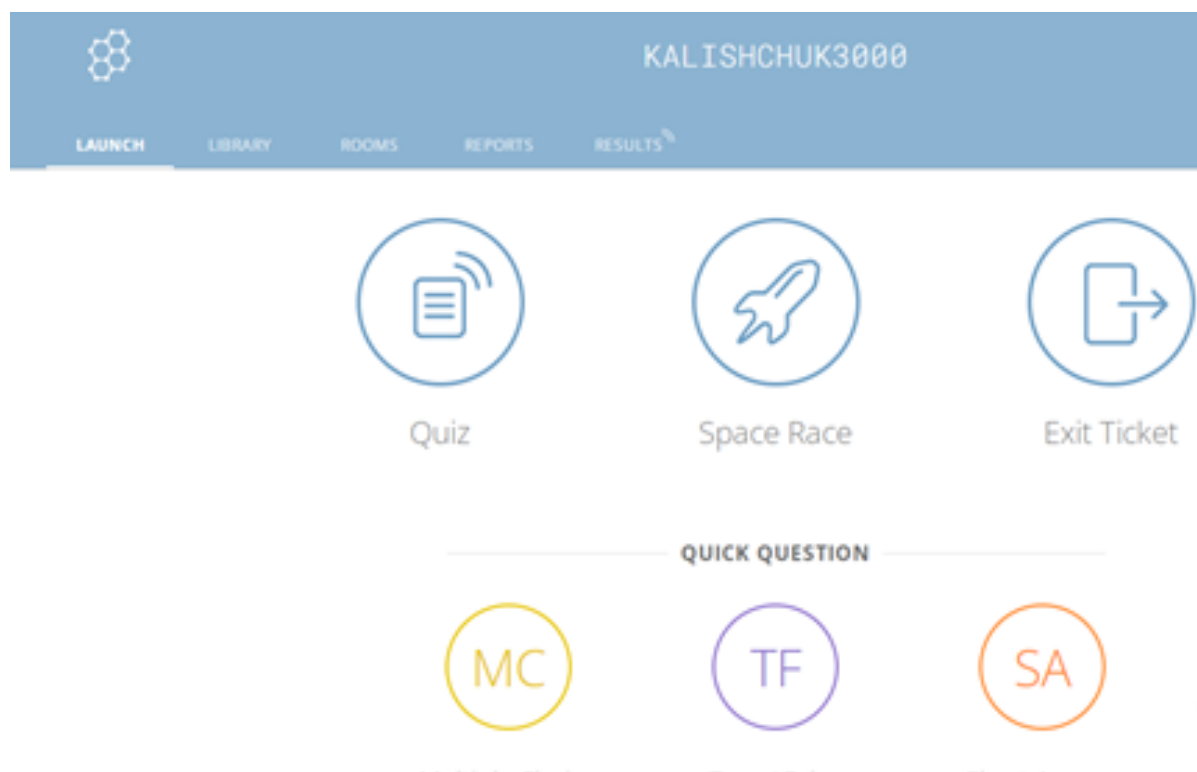 KALISHCHUK3000
LAUNCH LIBRARY ROOMS REPORTS RESULTS
Quiz Space Race Exit Ticket
QUICK QUESTION
MC TF SA